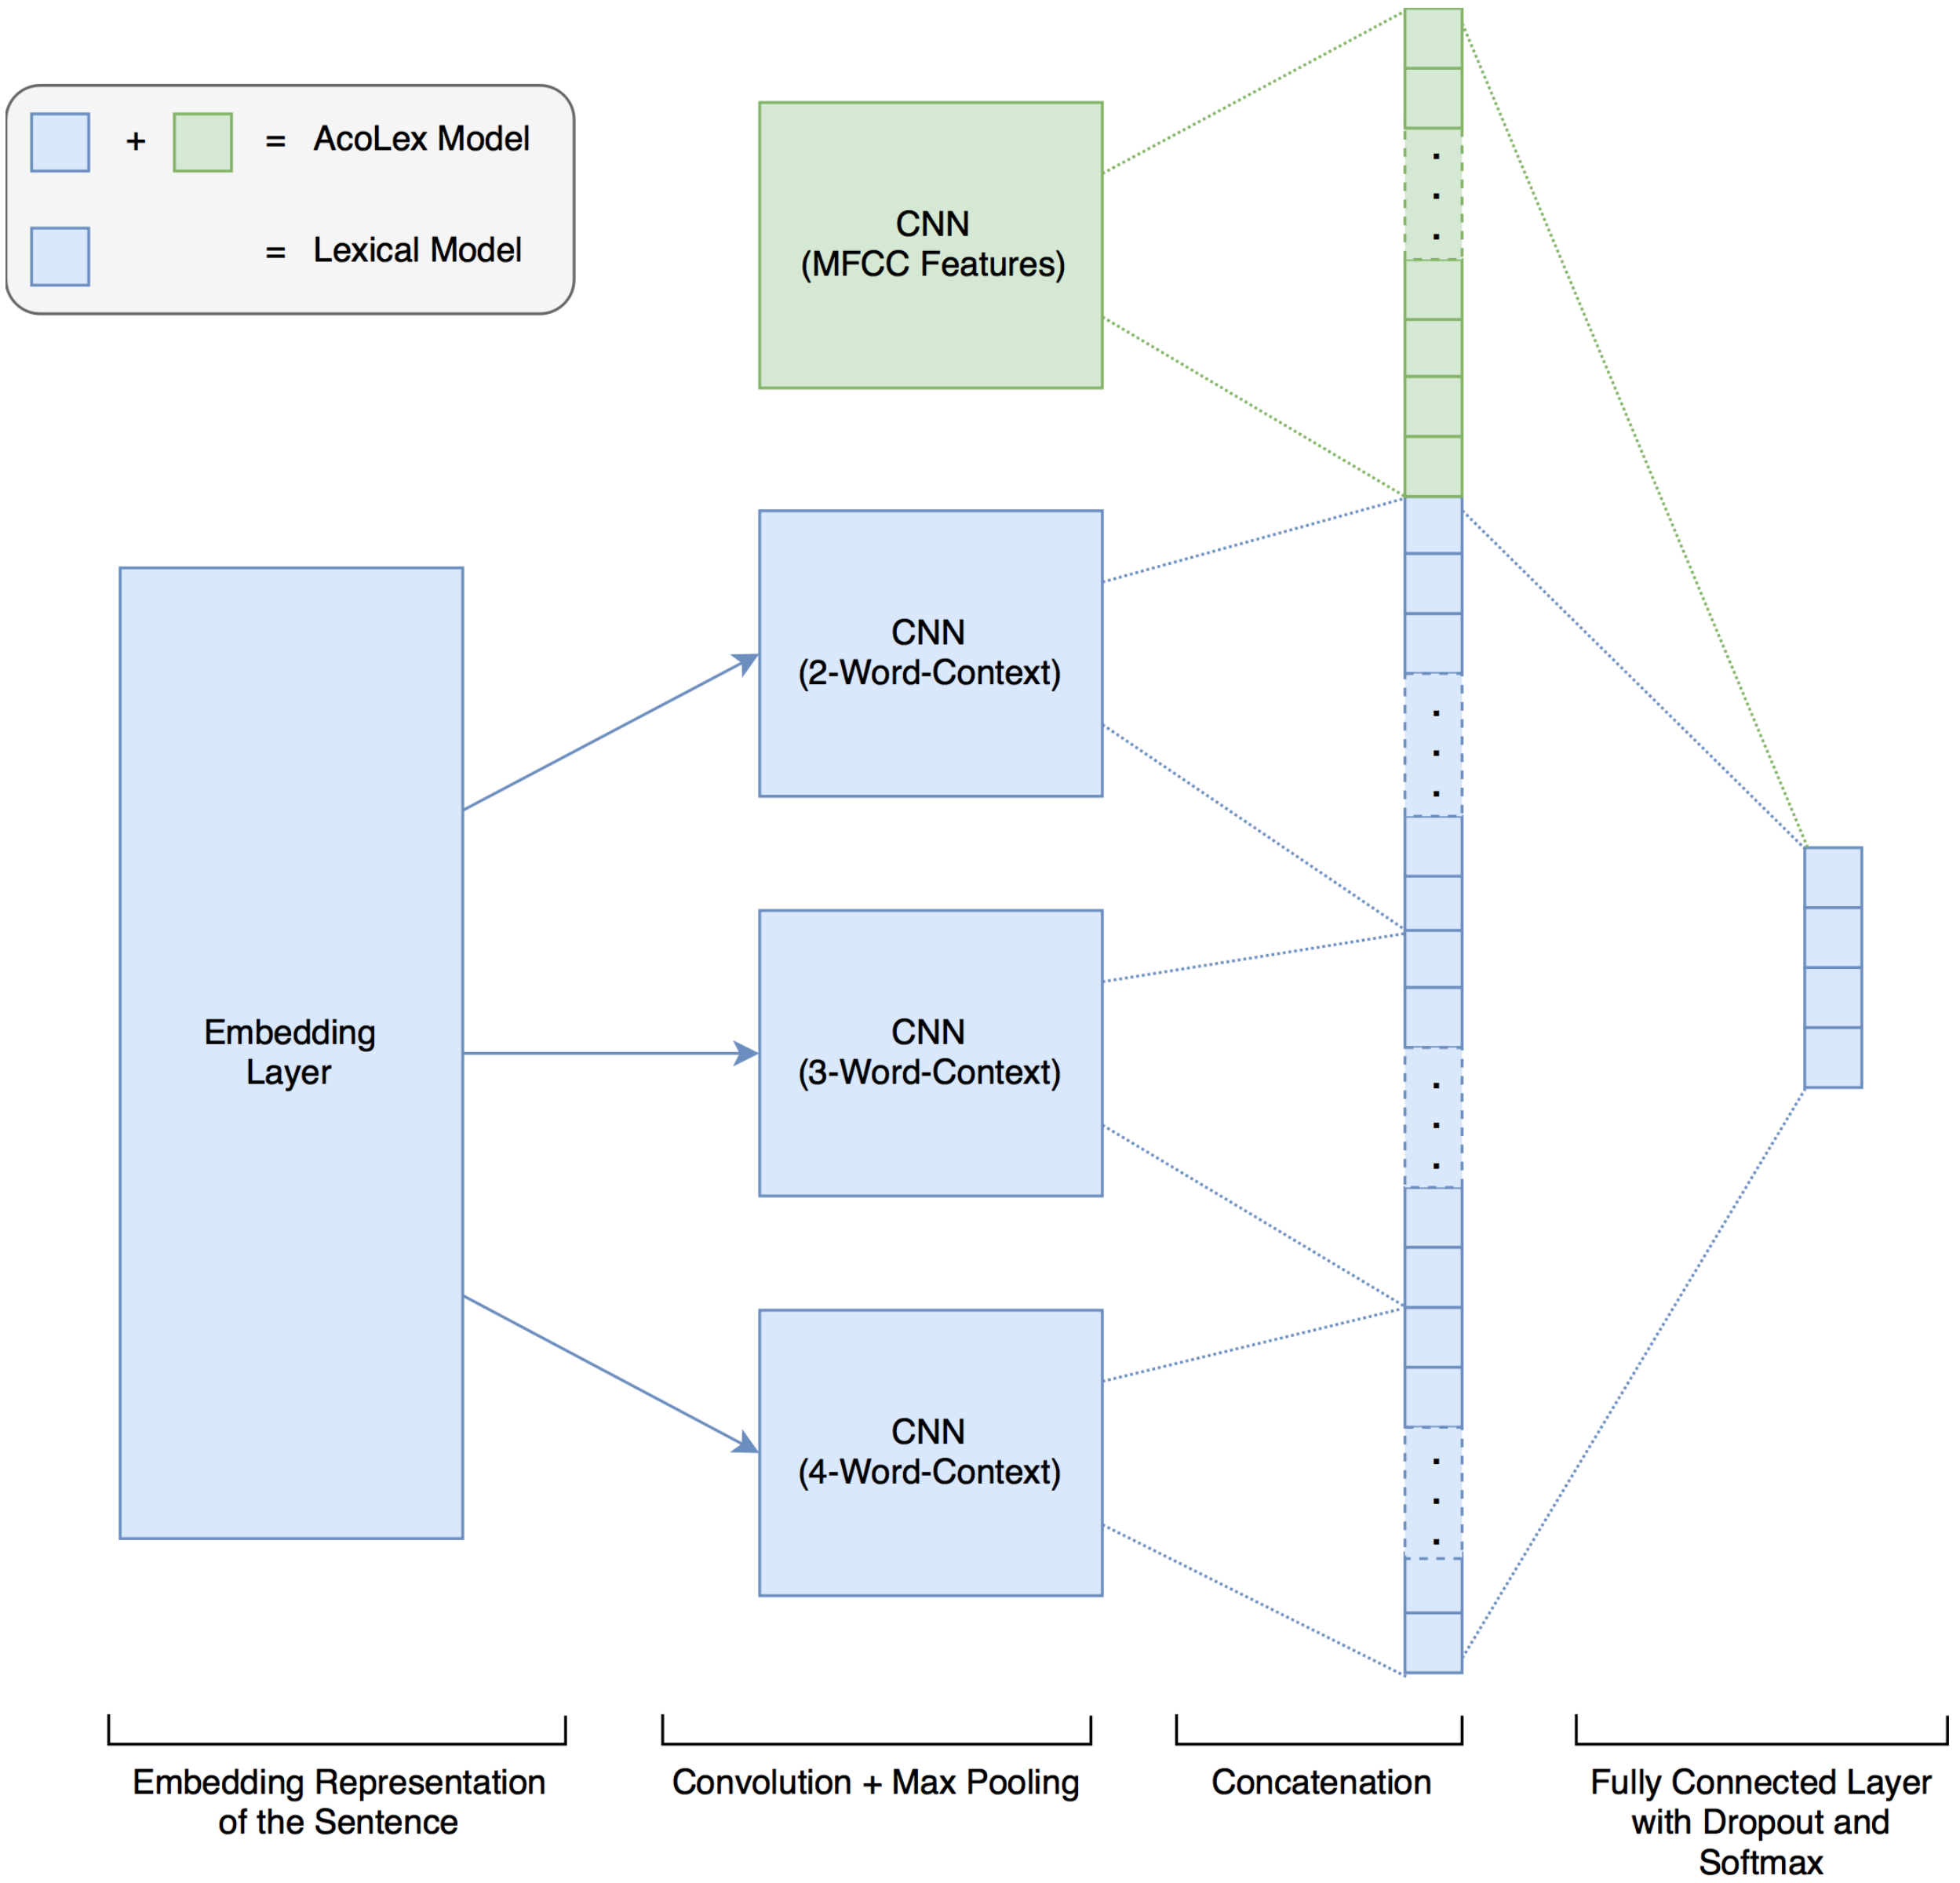 + = AcoLex Model
= Lexical Model
CNN
(MFCC Features)
CNN
(2-Word-Context)
Embedding
Layer
CNN
(3-Word-Context)
CNN
(4-Word-Context)
Embedding Representation
of the Sentence
Convolution + Max Pooling
Concatenation
Fully Connected Layer
with Dropout and
Softmax